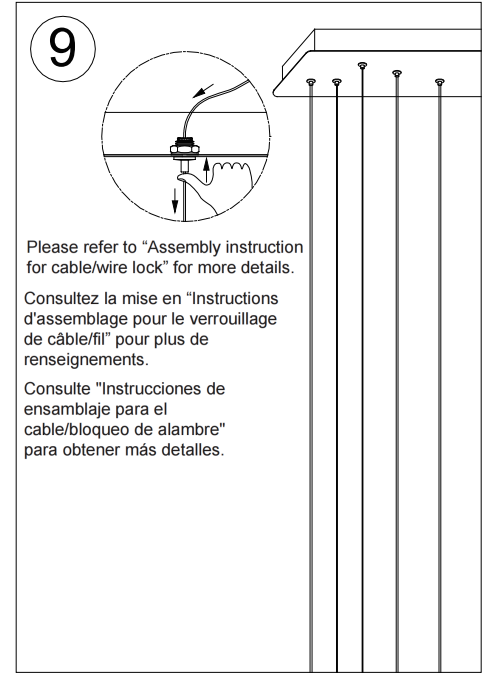 9
Please refer to “Assembly instruction
for cable/wire lock” for more details.
Consultez la mise en “Instructions
d'assemblage pour le verrouillage
de câble/fil” pour plus de
renseignements.
Consulte "Instrucciones de
ensamblaje para el
cable/bloqueo de alambre"
para obtener más detalles.